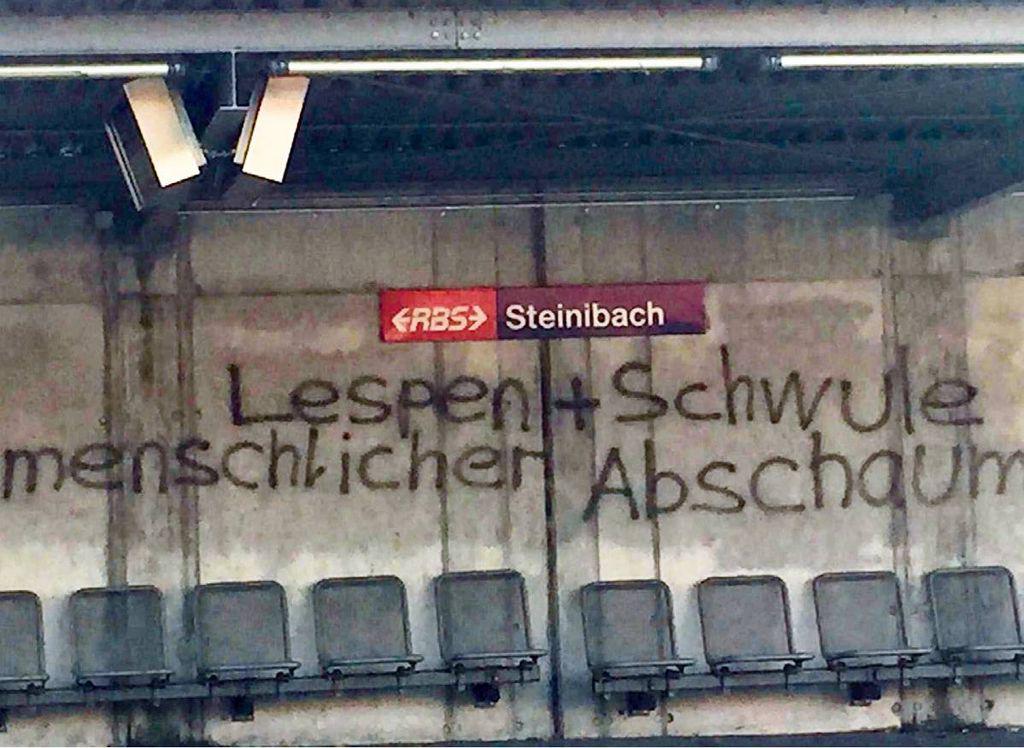 RBS Steinibach
Lespen + Schwule
menschlicher Abschaum